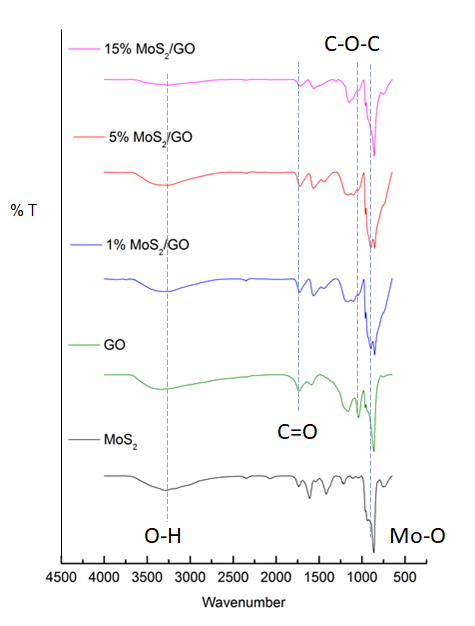 C-O-C
15% MoS₂/GO
5% MoS₂/GO
% T
1% MoS₂/GO
GO
C=O
MoS₂
O-H
Mo-O
4500 4000 3500 3000 2500 2000 1500 1000 500
Wavenumber